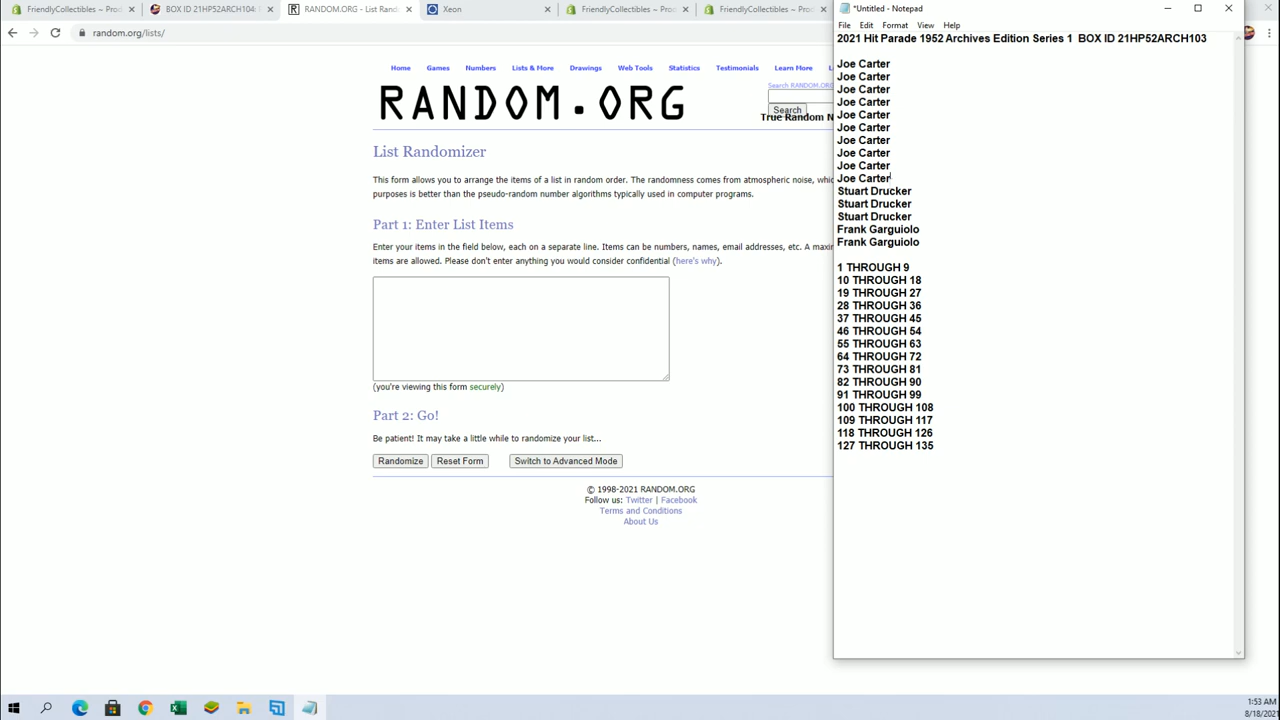 FriendlyCollectibles – Prod
BOX ID 21HP52ARCH104:
RANDOM.ORG - List Randomi
Xeon
FriendlyCollectibles ~ Prod
FriendlyCollectibles ~ Prod
random.org/lists/
Home
Games
Numbers
Lists & More
Drawings
Web Tools
Statistics
Testimonials
Learn More
Search RANDOM.ORG
RANDOM.ORG
Search
True Random N
List Randomizer
This form allows you to arrange the items of a list in random order. The randomness comes from atmospheric noise, whic
purposes is better than the pseudo-random number algorithms typically used in computer programs.
Part 1: Enter List Items
Enter your items in the field below, each on a separate line. Items can be numbers, names, email addresses, etc. A maxi
items are allowed. Please don't enter anything you would consider confidential (here's why).
(you're viewing this form securely)
Part 2: Go!
Be patient! It may take a little while to randomize your list...
Randomize
Reset Form
Switch to Advanced Mode
© 1998-2021 RANDOM.ORG
Follow us: Twitter | Facebook
Terms and Conditions
About Us
*Untitled - Notepad
File Edit Format View Help
2021 Hit Parade 1952 Archives Edition Series 1 BOX ID 21HP52ARCH103
Joe Carter
Joe Carter
Joe Carter
Joe Carter
Joe Carter
Joe Carter
Joe Carter
Joe Carter
Joe Carter
Joe Carter
Stuart Drucker
Stuart Drucker
Stuart Drucker
Frank Garguiolo
Frank Garguiolo
1 THROUGH 9
10 THROUGH 18
19 THROUGH 27
28 THROUGH 36
37 THROUGH 45
46 THROUGH 54
55 THROUGH 63
64 THROUGH 72
73 THROUGH 81
82 THROUGH 90
91 THROUGH 99
100 THROUGH 108
109 THROUGH 117
118 THROUGH 126
127 THROUGH 135
1:53 AM
8/18/2021